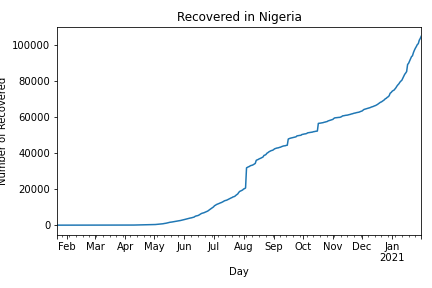 Recovered in Nigeria
Number of Recovered
100000
80000
60000
40000
20000
0
Feb Mar Apr May Jun Jul Aug Sep Oct Nov Dec Jan
2021
Day